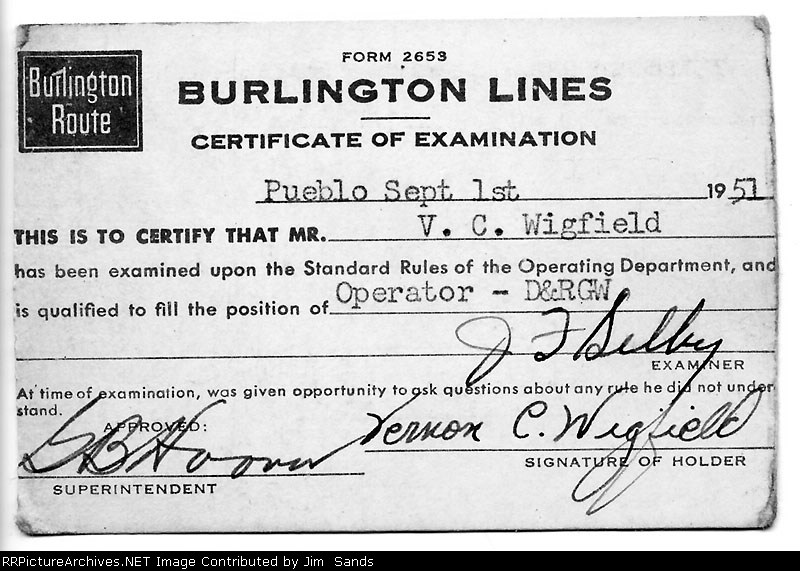 FORM 2653
Burlington
Route
BURLINGTON LINES
CERTIFICATE OF EXAMINATION
Pueblo Sept 1st 1951
THIS IS TO CERTIFY THAT MR. V. C. Wigfield
has been examined upon the Standard Rules of the Operating Department, and
is qualified to fill the position of Operator - D&RGW
J F Selby
EXAMINER
At time of examination, was given opportunity to ask questions about any rule he did not under-
stand.
APPROVED:
G B Hoover
Vernon C. Wigfield
SUPERINTENDENT
SIGNATURE OF HOLDER
RRPictureArchives.NET Image Contributed by Jim Sands